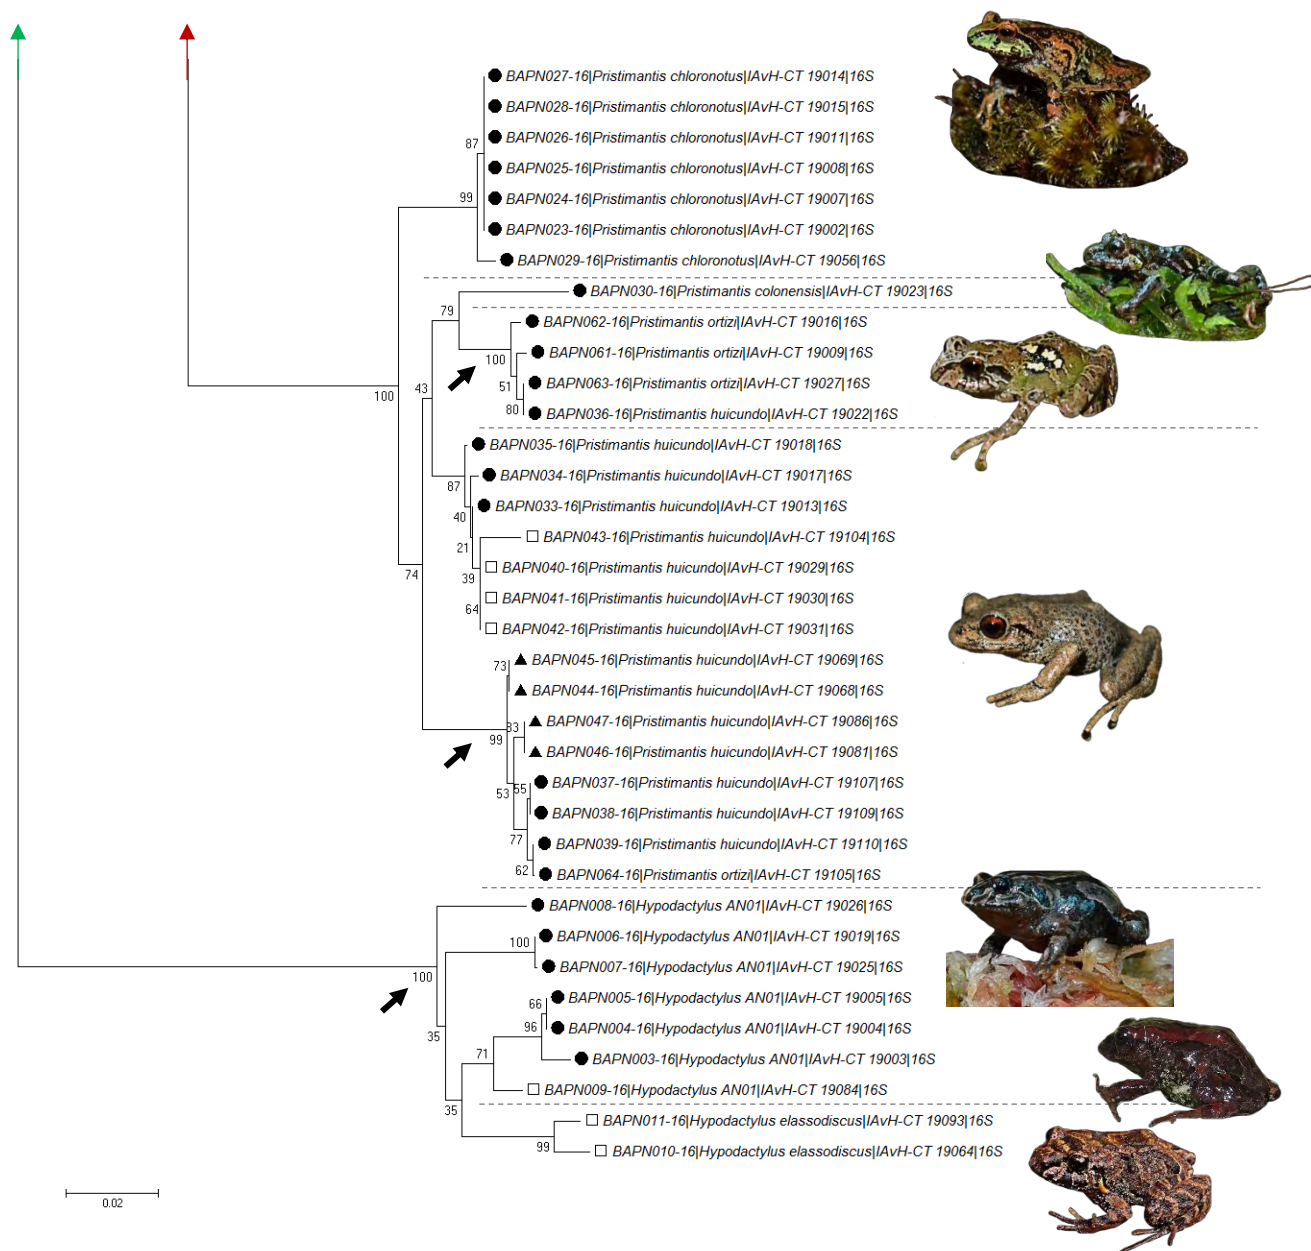 BAPN027-16|Pristimantis chloronotus|IAvH-CT 19014|16S
BAPN028-16|Pristimantis chloronotus|IAvH-CT 19015|16S
BAPN026-16|Pristimantis chloronotus|IAvH-CT 19011|16S
87
BAPN025-16|Pristimantis chloronotus|IAvH-CT 19008|16S
99
BAPN024-16|Pristimantis chloronotus|IAvH-CT 19007|16S
BAPN023-16|Pristimantis chloronotus|IAvH-CT 19002|16S
BAPN029-16|Pristimantis chloronotus|IAvH-CT 19056|16S
BAPN030-16|Pristimantis colonensis|IAvH-CT 19023|16S
79
BAPN062-16|Pristimantis ortizi|IAvH-CT 19016|16S
100
BAPN061-16|Pristimantis ortizi|IAvH-CT 19009|16S
51
BAPN063-16|Pristimantis ortizi|IAvH-CT 19027|16S
43
100
80
BAPN036-16|Pristimantis huicundo|IAvH-CT 19022|16S
BAPN035-16|Pristimantis huicundo|IAvH-CT 19018|16S
BAPN034-16|Pristimantis huicundo|IAvH-CT 19017|16S
87
BAPN033-16|Pristimantis huicundo|IAvH-CT 19013|16S
40
BAPN043-16|Pristimantis huicundo|IAvH-CT 19104|16S
21
BAPN040-16|Pristimantis huicundo|IAvH-CT 19029|16S
74
39
BAPN041-16|Pristimantis huicundo|IAvH-CT 19030|16S
64
BAPN042-16|Pristimantis huicundo|IAvH-CT 19031|16S
BAPN045-16|Pristimantis huicundo|IAvH-CT 19069|16S
73
BAPN044-16|Pristimantis huicundo|IAvH-CT 19068|16S
BAPN047-16|Pristimantis huicundo|IAvH-CT 19086|16S
99
BAPN046-16|Pristimantis huicundo|IAvH-CT 19081|16S
BAPN037-16|Pristimantis huicundo|IAvH-CT 19107|16S
53
55
BAPN038-16|Pristimantis huicundo|IAvH-CT 19109|16S
77
BAPN039-16|Pristimantis huicundo|IAvH-CT 19110|16S
62
BAPN064-16|Pristimantis ortizi|IAvH-CT 19105|16S
BAPN008-16|Hypodactylus AN01|IAvH-CT 19026|16S
100
BAPN006-16|Hypodactylus AN01|IAvH-CT 19019|16S
BAPN007-16|Hypodactylus AN01|IAvH-CT 19025|16S
100
BAPN005-16|Hypodactylus AN01|IAvH-CT 19005|16S
66
BAPN004-16|Hypodactylus AN01|IAvH-CT 19004|16S
96
35
BAPN003-16|Hypodactylus AN01|IAvH-CT 19003|16S
71
BAPN009-16|Hypodactylus AN01|IAvH-CT 19084|16S
35
BAPN011-16|Hypodactylus elassodiscus|IAvH-CT 19093|16S
99
BAPN010-16|Hypodactylus elassodiscus|IAvH-CT 19064|16S
0.02